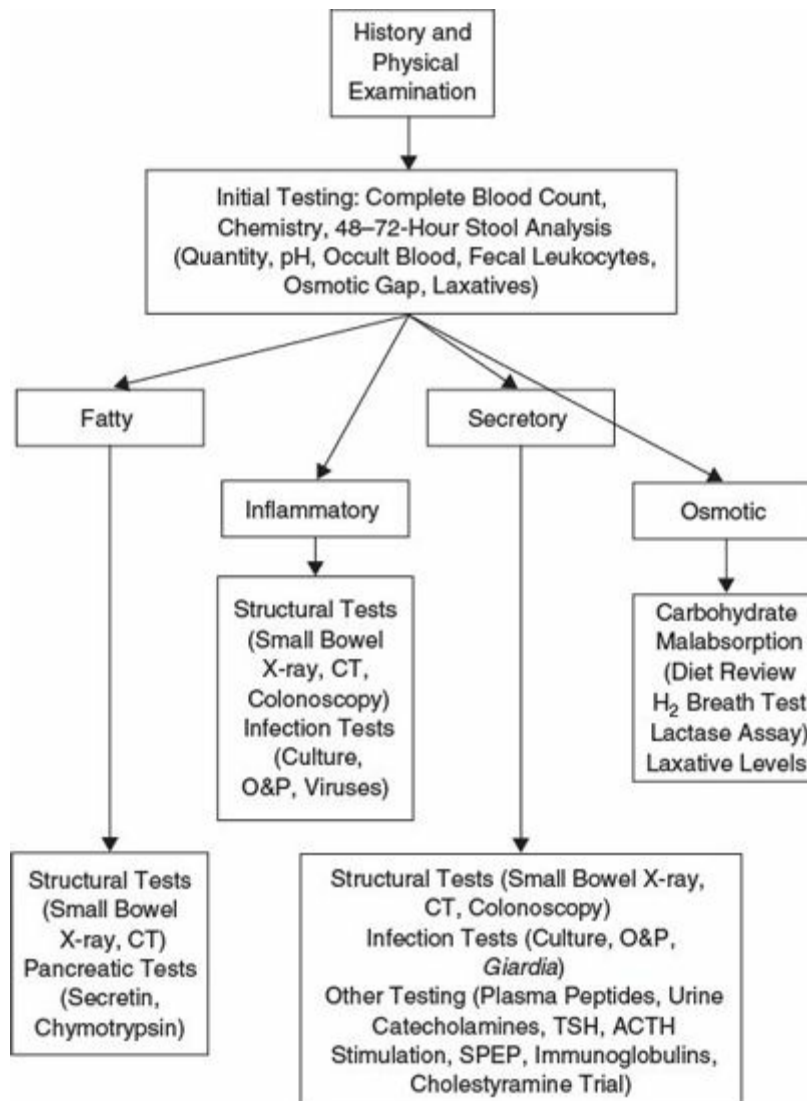 History and
Physical
Examination
Initial Testing: Complete Blood Count,
Chemistry, 48–72-Hour Stool Analysis
(Quantity, pH, Occult Blood, Fecal Leukocytes,
Osmotic Gap, Laxatives)
Fatty
Secretory
Inflammatory
Osmotic
Structural Tests
(Small Bowel
X-ray, CT,
Colonoscopy)
Infection Tests
(Culture,
O&P, Viruses)
Carbohydrate
Malabsorption
(Diet Review
H₂ Breath Test
Lactase Assay)
Laxative Levels
Structural Tests
(Small Bowel
X-ray, CT)
Pancreatic Tests
(Secretin,
Chymotrypsin)
Structural Tests (Small Bowel X-ray,
CT, Colonoscopy)
Infection Tests (Culture, O&P,
Giardia)
Other Testing (Plasma Peptides, Urine
Catecholamines, TSH, ACTH
Stimulation, SPEP, Immunoglobulins,
Cholestyramine Trial)